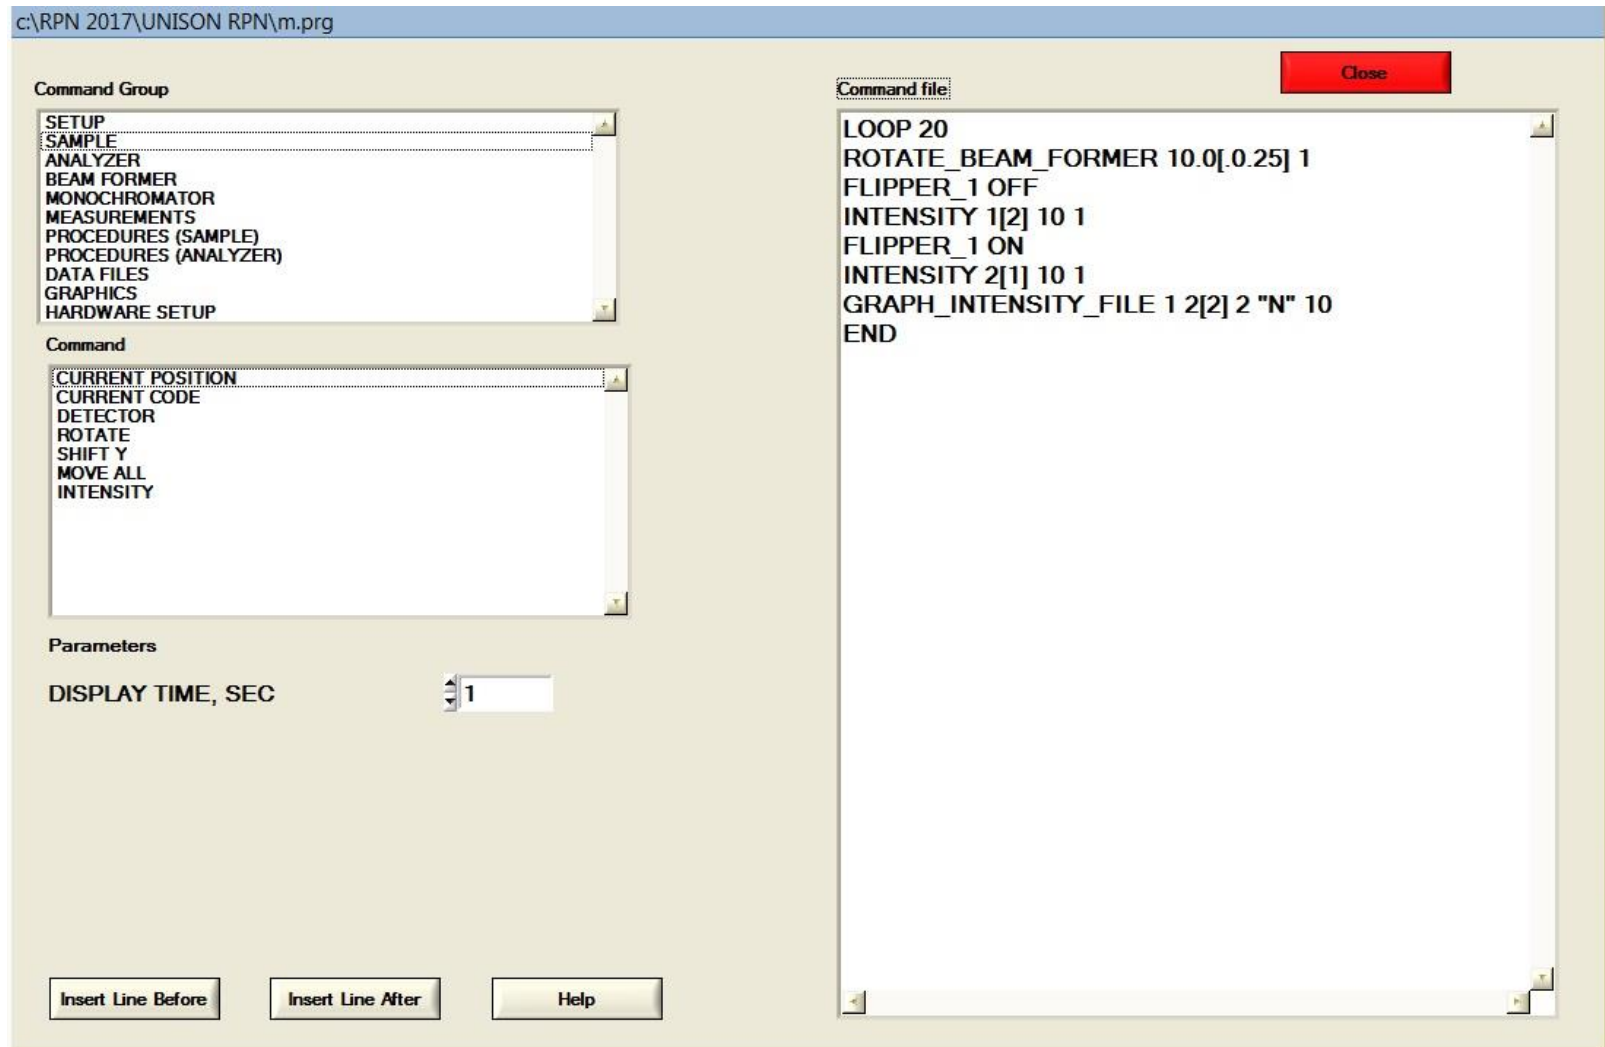 c:\RPN 2017\UNISON RPN\m.prg
Close
Command Group
SETUP
SAMPLE
ANALYZER
BEAM FORMER
MONOCHROMATOR
MEASUREMENTS
PROCEDURES (SAMPLE)
PROCEDURES (ANALYZER)
DATA FILES
GRAPHICS
HARDWARE SETUP
Command
CURRENT POSITION
CURRENT CODE
DETECTOR
ROTATE
SHIFT Y
MOVE ALL
INTENSITY
Parameters
DISPLAY TIME, SEC 1
Insert Line Before
Insert Line After
Help
Command file
LOOP 20
ROTATE_BEAM_FORMER 10.0[.0.25] 1
FLIPPER_1 OFF
INTENSITY 1[2] 10 1
FLIPPER_1 ON
INTENSITY 2[1] 10 1
GRAPH_INTENSITY_FILE 1 2[2] 2 "N" 10
END